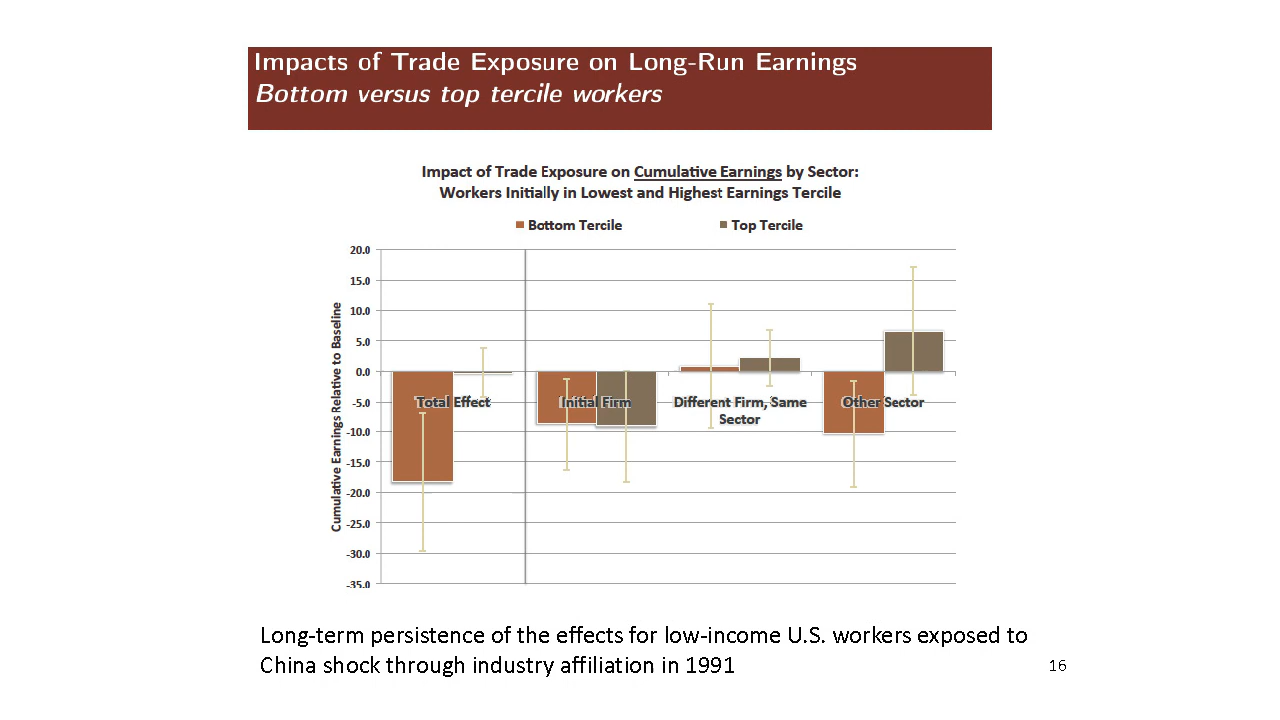 Impacts of Trade Exposure on Long-Run Earnings
Bottom versus top tercile workers
Impact of Trade Exposure on Cumulative Earnings by Sector:
Workers Initially in Lowest and Highest Earnings Tercile
Bottom Tercile
Top Tercile
Cumulative Earnings Relative to Baseline
20.0
15.0
10.0
5.0
0.0
-5.0
-10.0
-15.0
-20.0
-25.0
-30.0
-35.0
Total Effect
Initial Firm
Different Firm, Same
Sector
Other Sector
Long-term persistence of the effects for low-income U.S. workers exposed to
China shock through industry affiliation in 1991
16